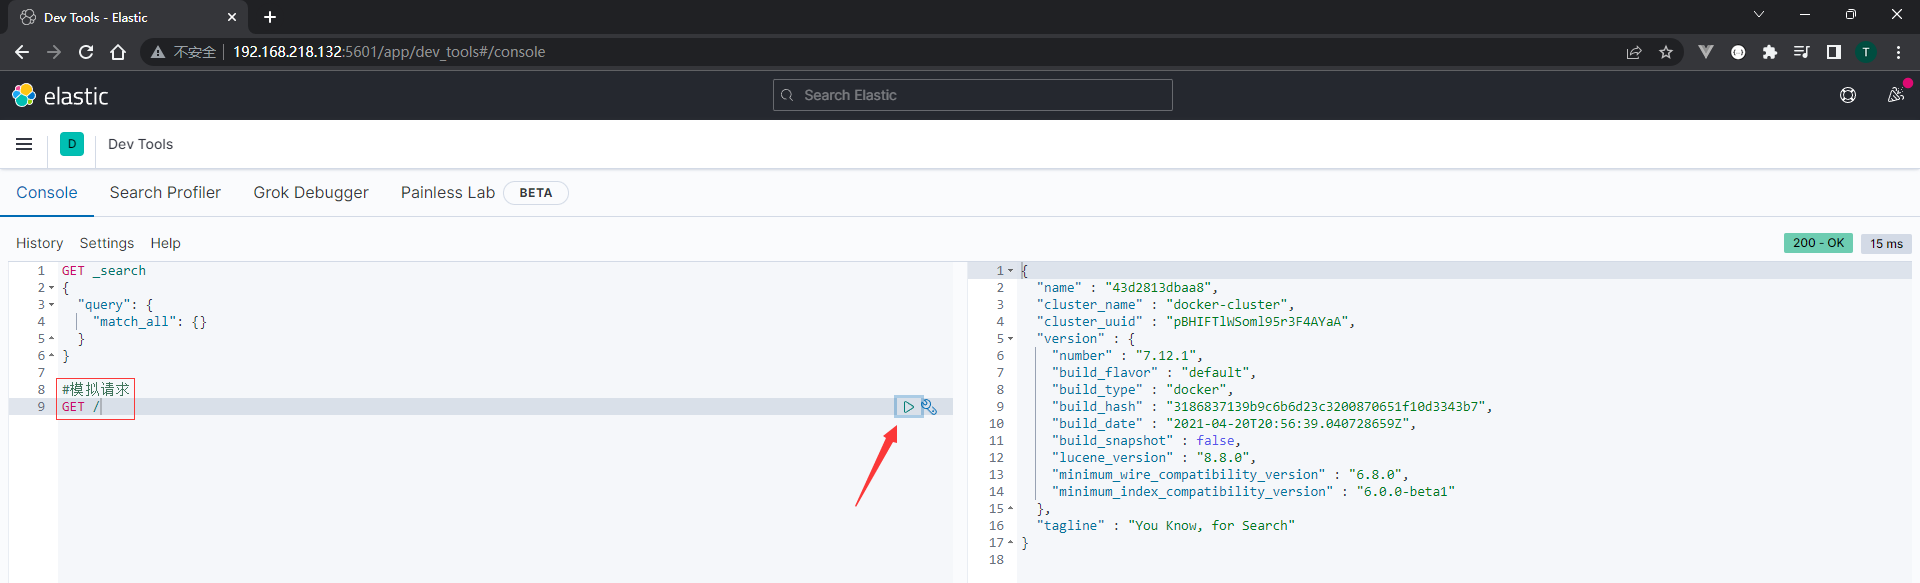 Dev Tools - Elastic
不安全 192.168.218.132:5601/app/dev_tools#/console
T
elastic
Search Elastic
D
Dev Tools
Console Search Profiler Grok Debugger Painless Lab BETA
History Settings Help
200 - OK 15 ms
1 GET _search
2 {
3 "query": {
4 "match_all": {}
5 }
6 }
7
8 #模拟请求
9 GET /
1 {
2 "name" : "43d2813dbaa8",
3 "cluster_name" : "docker-cluster",
4 "cluster_uuid" : "pBHIFTlWSoml95r3F4AYaA",
5 "version" : {
6 "number" : "7.12.1",
7 "build_flavor" : "default",
8 "build_type" : "docker",
9 "build_hash" : "3186837139b9c6b6d23c3200870651f10d3343b7",
10 "build_date" : "2021-04-20T20:56:39.040728659Z",
11 "build_snapshot" : false,
12 "lucene_version" : "8.8.0",
13 "minimum_wire_compatibility_version" : "6.8.0",
14 "minimum_index_compatibility_version" : "6.0.0-beta1"
15 },
16 "tagline" : "You Know, for Search"
17 }
18